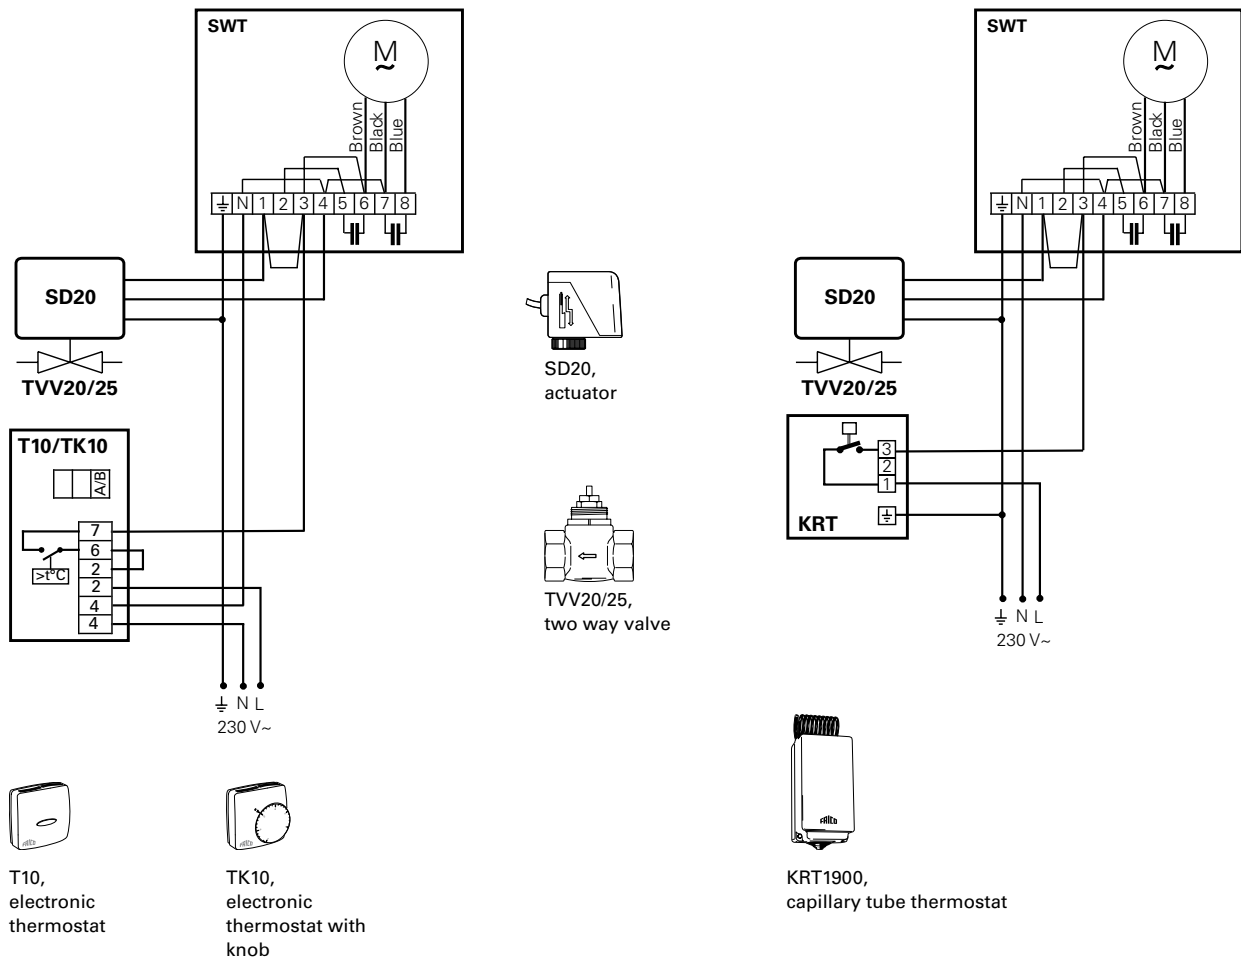 SWT
M
~
Brown
Black
Blue
N 1 2 3 4 5 6 7 8
SD20
TVV20/25
T10/TK10
A/B
7
6
2
2
4
4
>t°C
N L
230 V~
SD20,
actuator
TVV20/25,
two way valve
SWT
M
~
Brown
Black
Blue
N 1 2 3 4 5 6 7 8
SD20
TVV20/25
3
2
1
KRT
N L
230 V~
FRICO
T10,
electronic
thermostat
FRICO
TK10,
electronic
thermostat with
knob
FRICO
KRT1900,
capillary tube thermostat